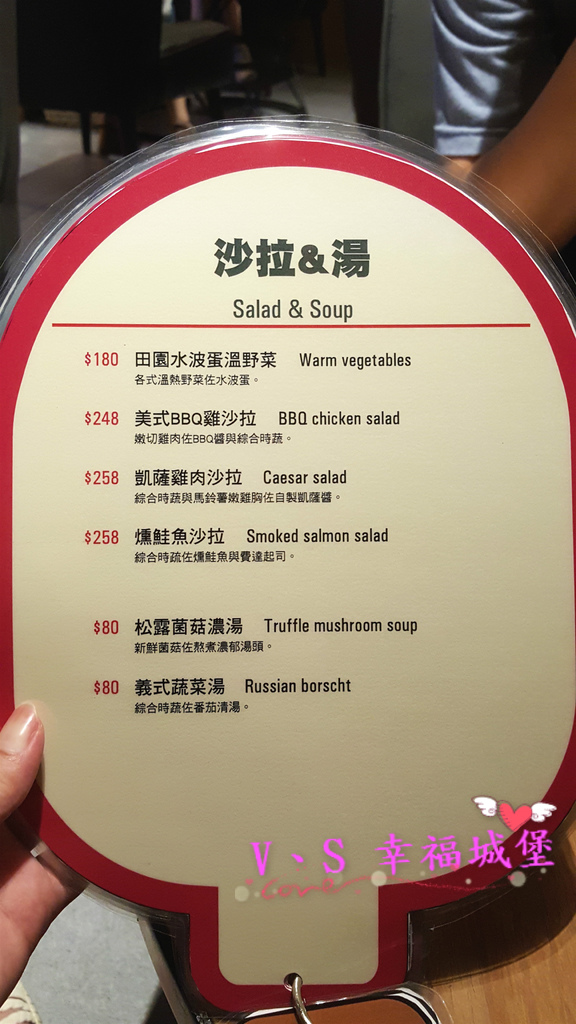 沙拉&湯
Salad & Soup
$180 田園水波蛋溫野菜 Warm vegetables
各式溫熱野菜佐水波蛋。
$248 美式BBQ雞沙拉 BBQ chicken salad
嫩切雞肉佐BBQ醬與綜合時蔬。
$258 凱薩雞肉沙拉 Caesar salad
綜合時蔬與馬鈴薯嫩雞胸佐自製凱薩醬。
$258 燻鮭魚沙拉 Smoked salmon salad
綜合時疏佐燻鮭魚與費達起司。
$80 松露菌菇濃湯 Truffle mushroom soup
新鮮菌菇佐熬煮濃郁湯頭。
$80 義式蔬菜湯 Russian borscht
綜合時蔬佐番茄清湯。
V、S 幸福城堡